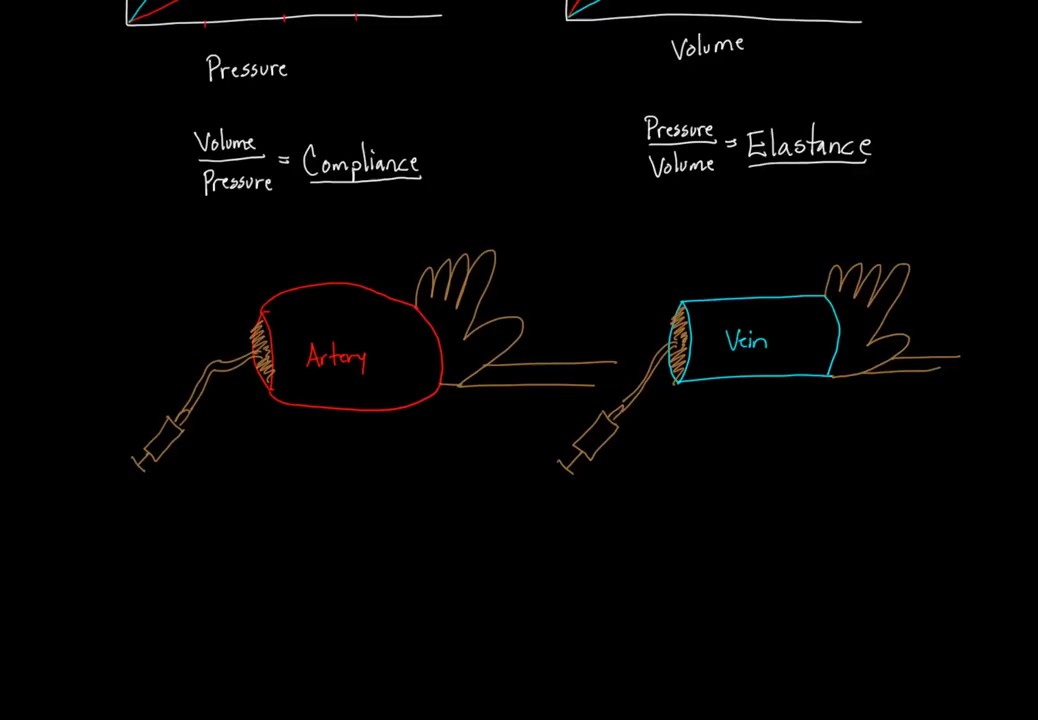 Pressure
Volume
Volume
Pressure
= Compliance
Pressure
Volume
= Elastance
Artery
Vein